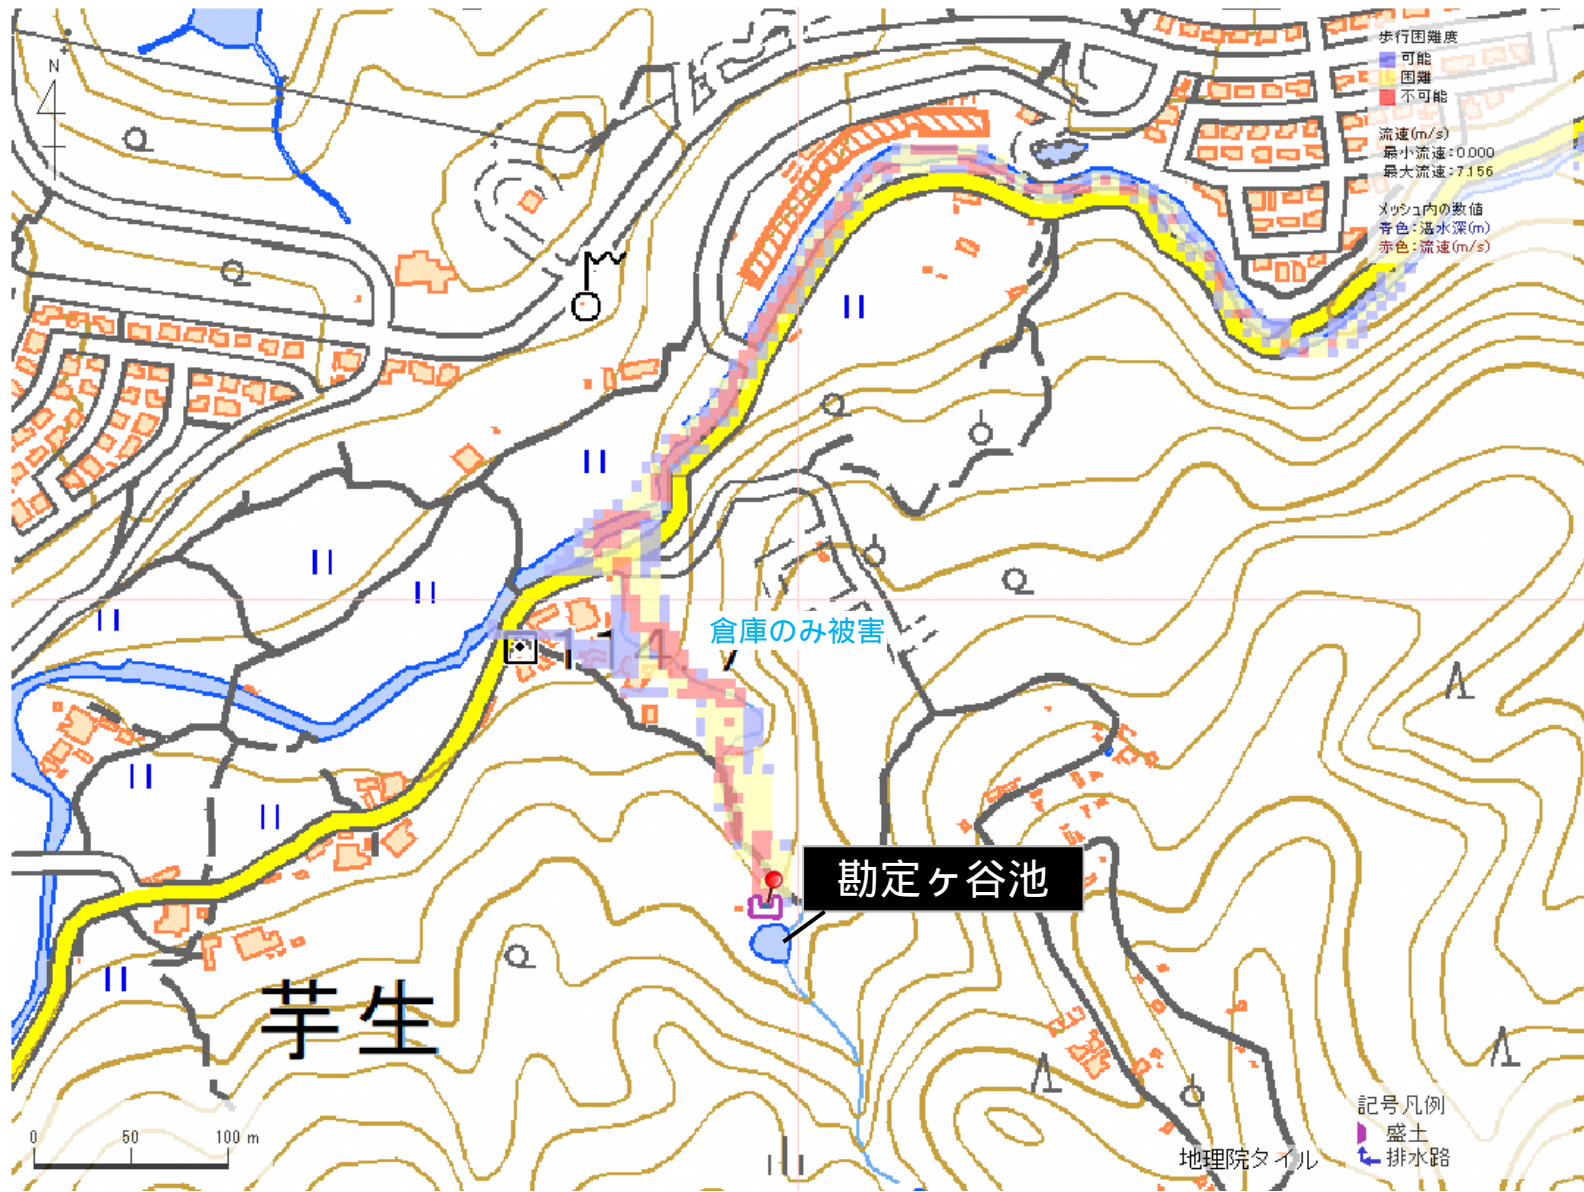 N
歩行困難度
可能
困難
不可能
流速(m/s)
最小流速:0.000
最大流速:7.156
メッシュ内の数値
青色:湛水深(m)
赤色:流速(m/s)
倉庫のみ被害
114.7
勘定ヶ谷池
芋生
0 50 100 m
記号凡例
盛土
排水路
地理院タイル